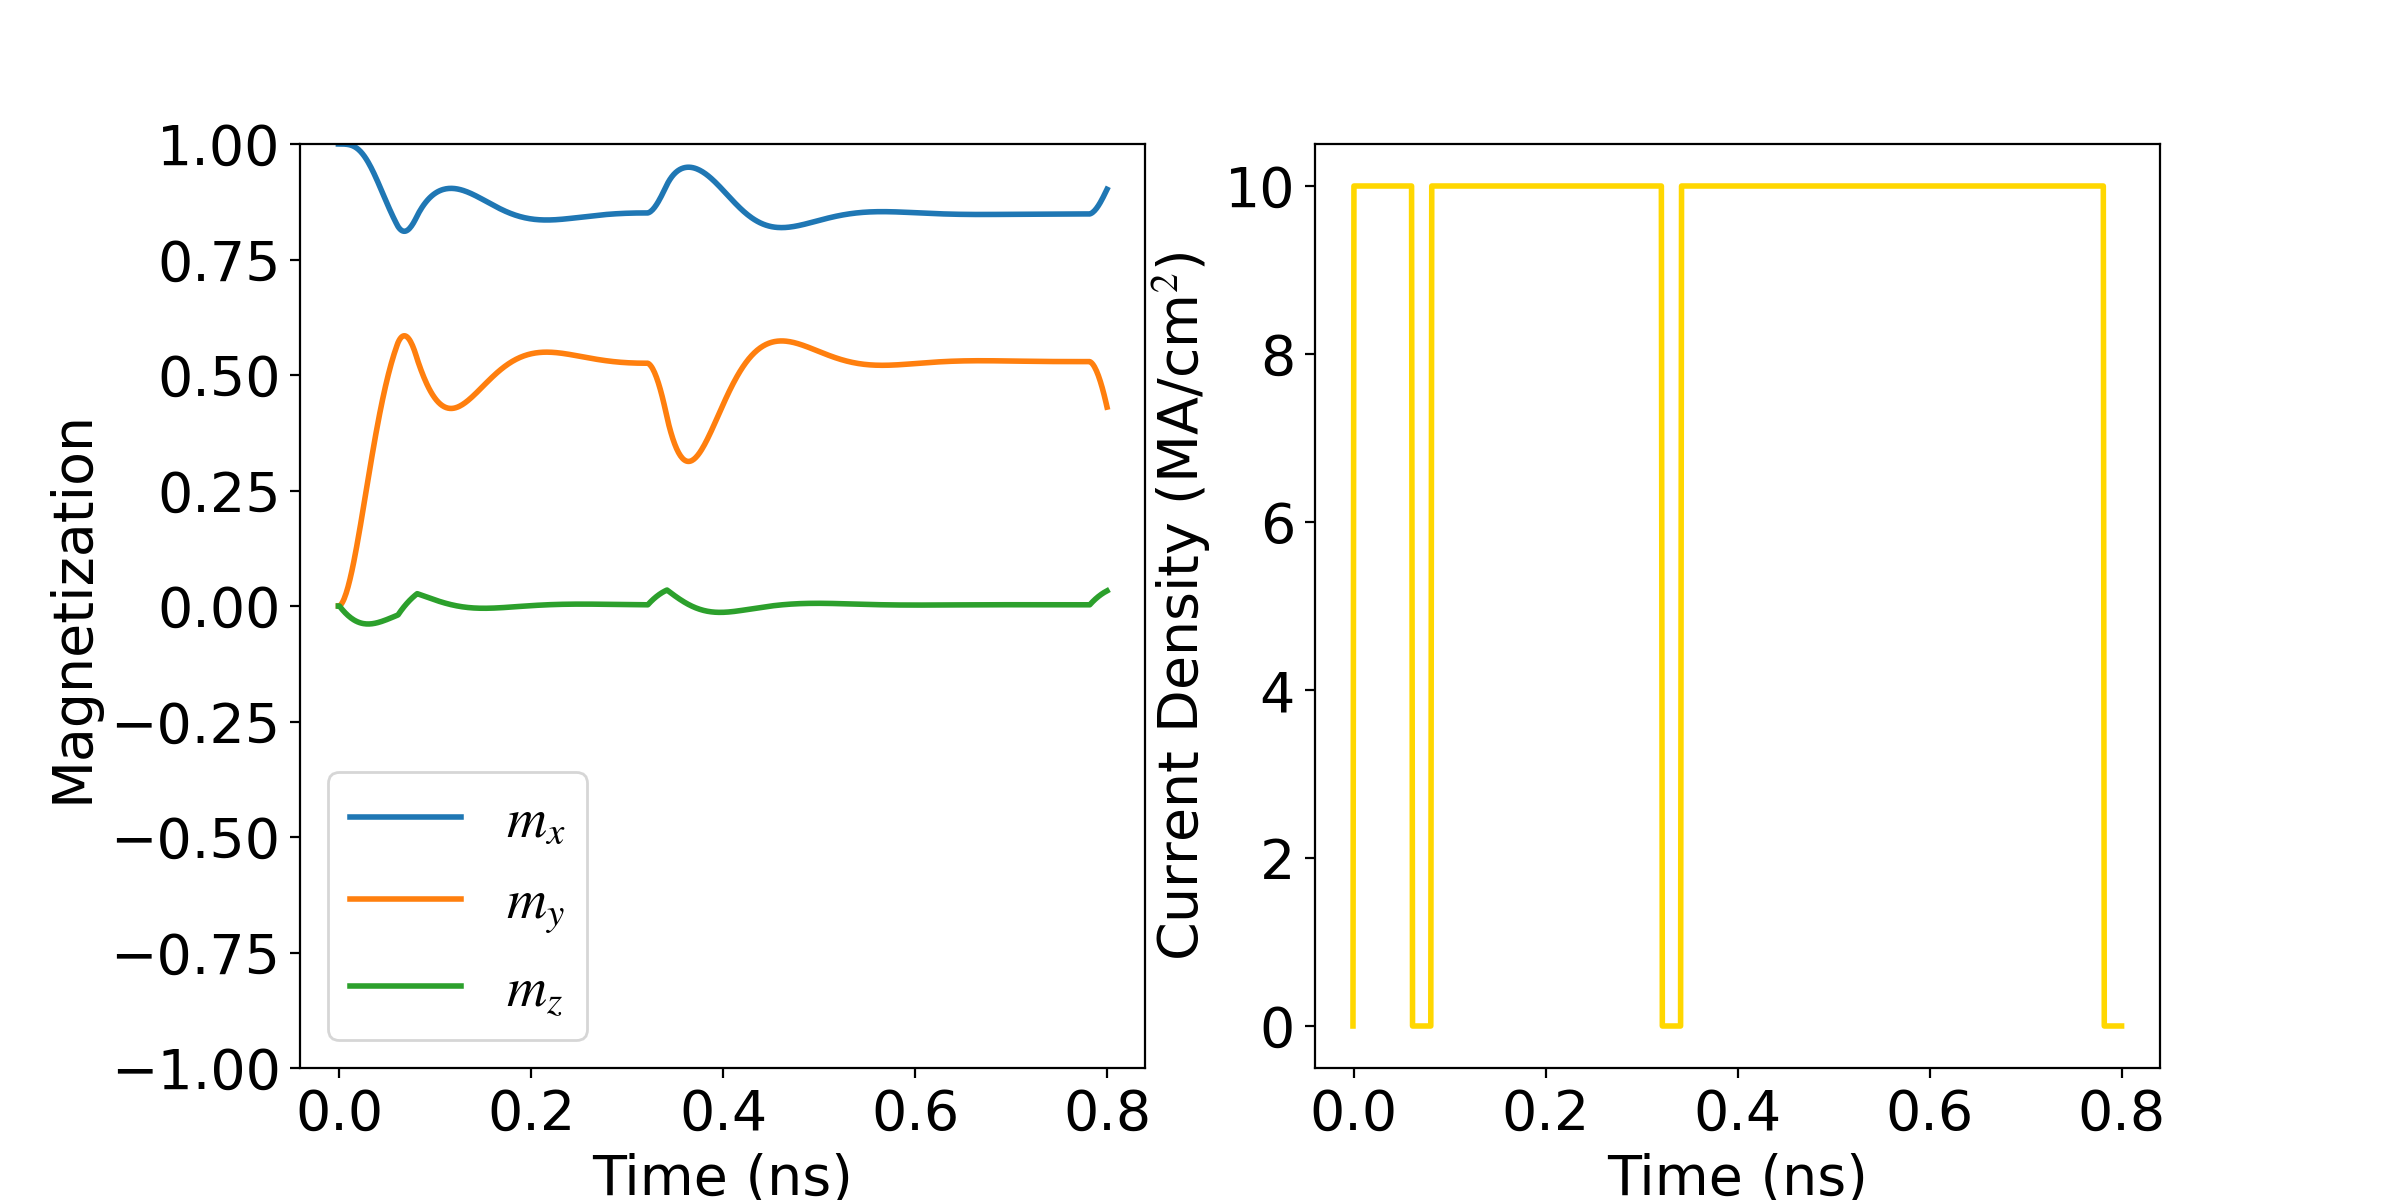 Magnetization
1.00
0.75
0.50
0.25
0.00
−0.25
−0.50
−0.75
−1.00
m_x
m_y
m_z
0.0 0.2 0.4 0.6 0.8
Time (ns)
Current Density (MA/cm²)
10
8
6
4
2
0
0.0 0.2 0.4 0.6 0.8
Time (ns)